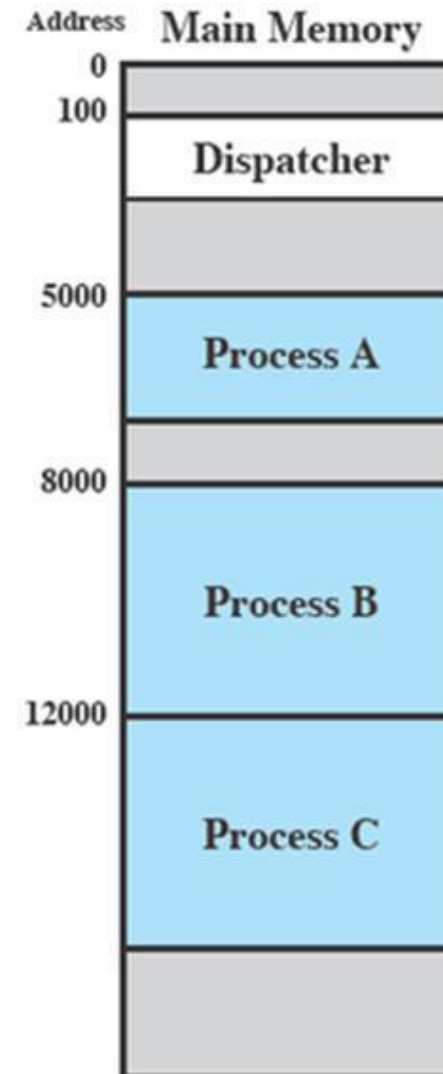 Address Main Memory
0
100
Dispatcher
5000
Process A
8000
Process B
12000
Process C